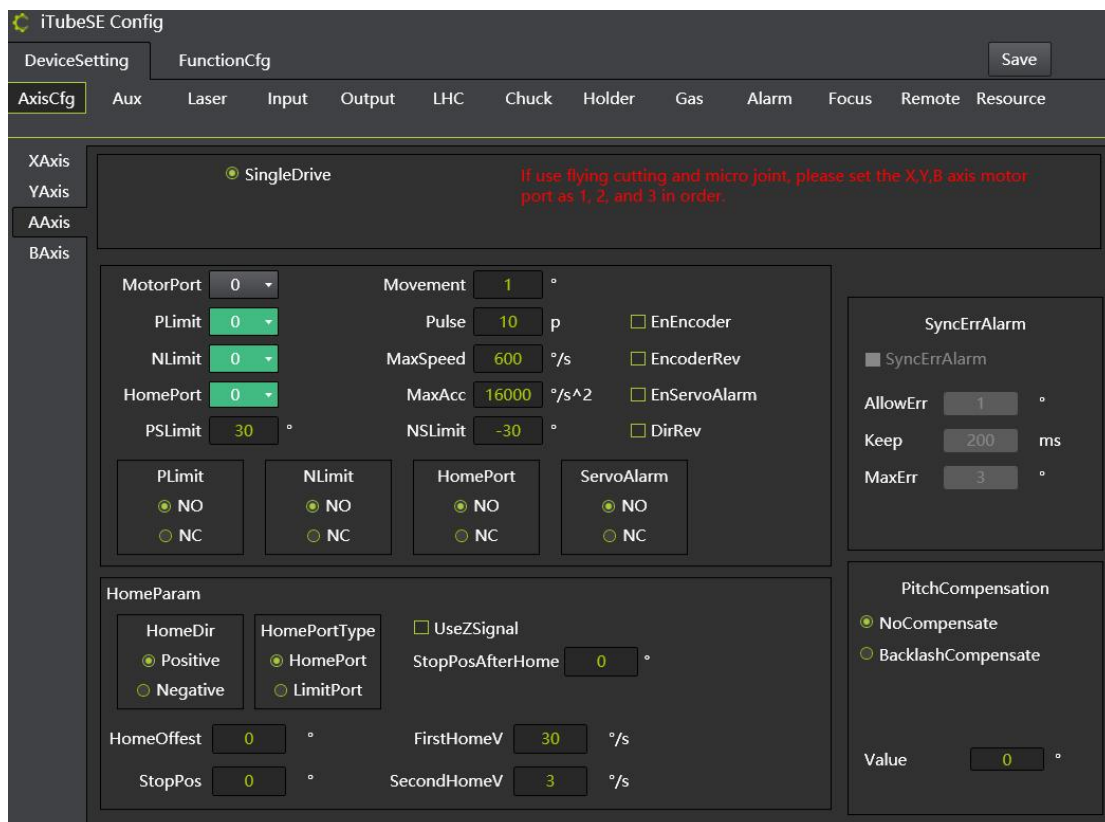 iTubeSE Config
DeviceSetting FunctionCfg Save
AxisCfg Aux Laser Input Output LHC Chuck Holder Gas Alarm Focus Remote Resource
XAxis
YAxis
AAxis
BAxis
SingleDrive
If use flying cutting and micro joint, please set the X,Y,B axis motor
port as 1, 2, and 3 in order.
MotorPort 0 Movement 1 °
PLimit 0 Pulse 10 p EnEncoder
NLimit 0 MaxSpeed 600 °/s EncoderRev
HomePort 0 MaxAcc 16000 °/s^2 EnServoAlarm
PSLimit 30 ° NSLimit -30 ° DirRev
PLimit NLimit HomePort ServoAlarm
NO NO NO NO
NC NC NC NC
SyncErrAlarm
SyncErrAlarm
AllowErr 1 °
Keep 200 ms
MaxErr 3 °
HomeParam
HomeDir HomePortType UseZSignal
Positive HomePort StopPosAfterHome 0 °
Negative LimitPort
HomeOffest 0 ° FirstHomeV 30 °/s
StopPos 0 ° SecondHomeV 3 °/s
PitchCompensation
NoCompensate
BacklashCompensate
Value 0 °